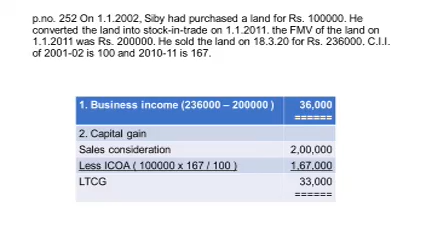 p.no. 252 On 1.1.2002, Siby had purchased a land for Rs. 100000. He
converted the land into stock-in-trade on 1.1.2011. the FMV of the land on
1.1.2011 was Rs. 200000. He sold the land on 18.3.20 for Rs. 236000. C.I.I.
of 2001-02 is 100 and 2010-11 is 167.
1. Business income (236000 – 200000 ) 36,000
======
2. Capital gain
Sales consideration 2,00,000
Less ICOA ( 100000 x 167 / 100 ) 1,67,000
LTCG 33,000
======